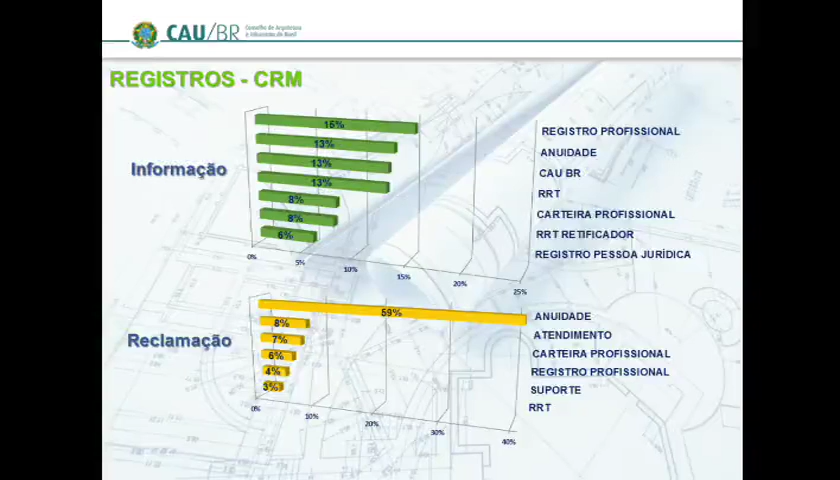 CAU/BR
Conselho de Arquitetura
e Urbanismo do Brasil
REGISTROS - CRM
Informação
15%
13%
13%
13%
8%
8%
6%
REGISTRO PROFISSIONAL
ANUIDADE
CAU BR
RRT
CARTEIRA PROFISSIONAL
RRT RETIFICADOR
REGISTRO PESSOA JURÍDICA
0%
5%
10%
15%
20%
25%
Reclamação
59%
8%
7%
6%
4%
3%
ANUIDADE
ATENDIMENTO
CARTEIRA PROFISSIONAL
REGISTRO PROFISSIONAL
SUPORTE
RRT
0%
10%
20%
30%
40%